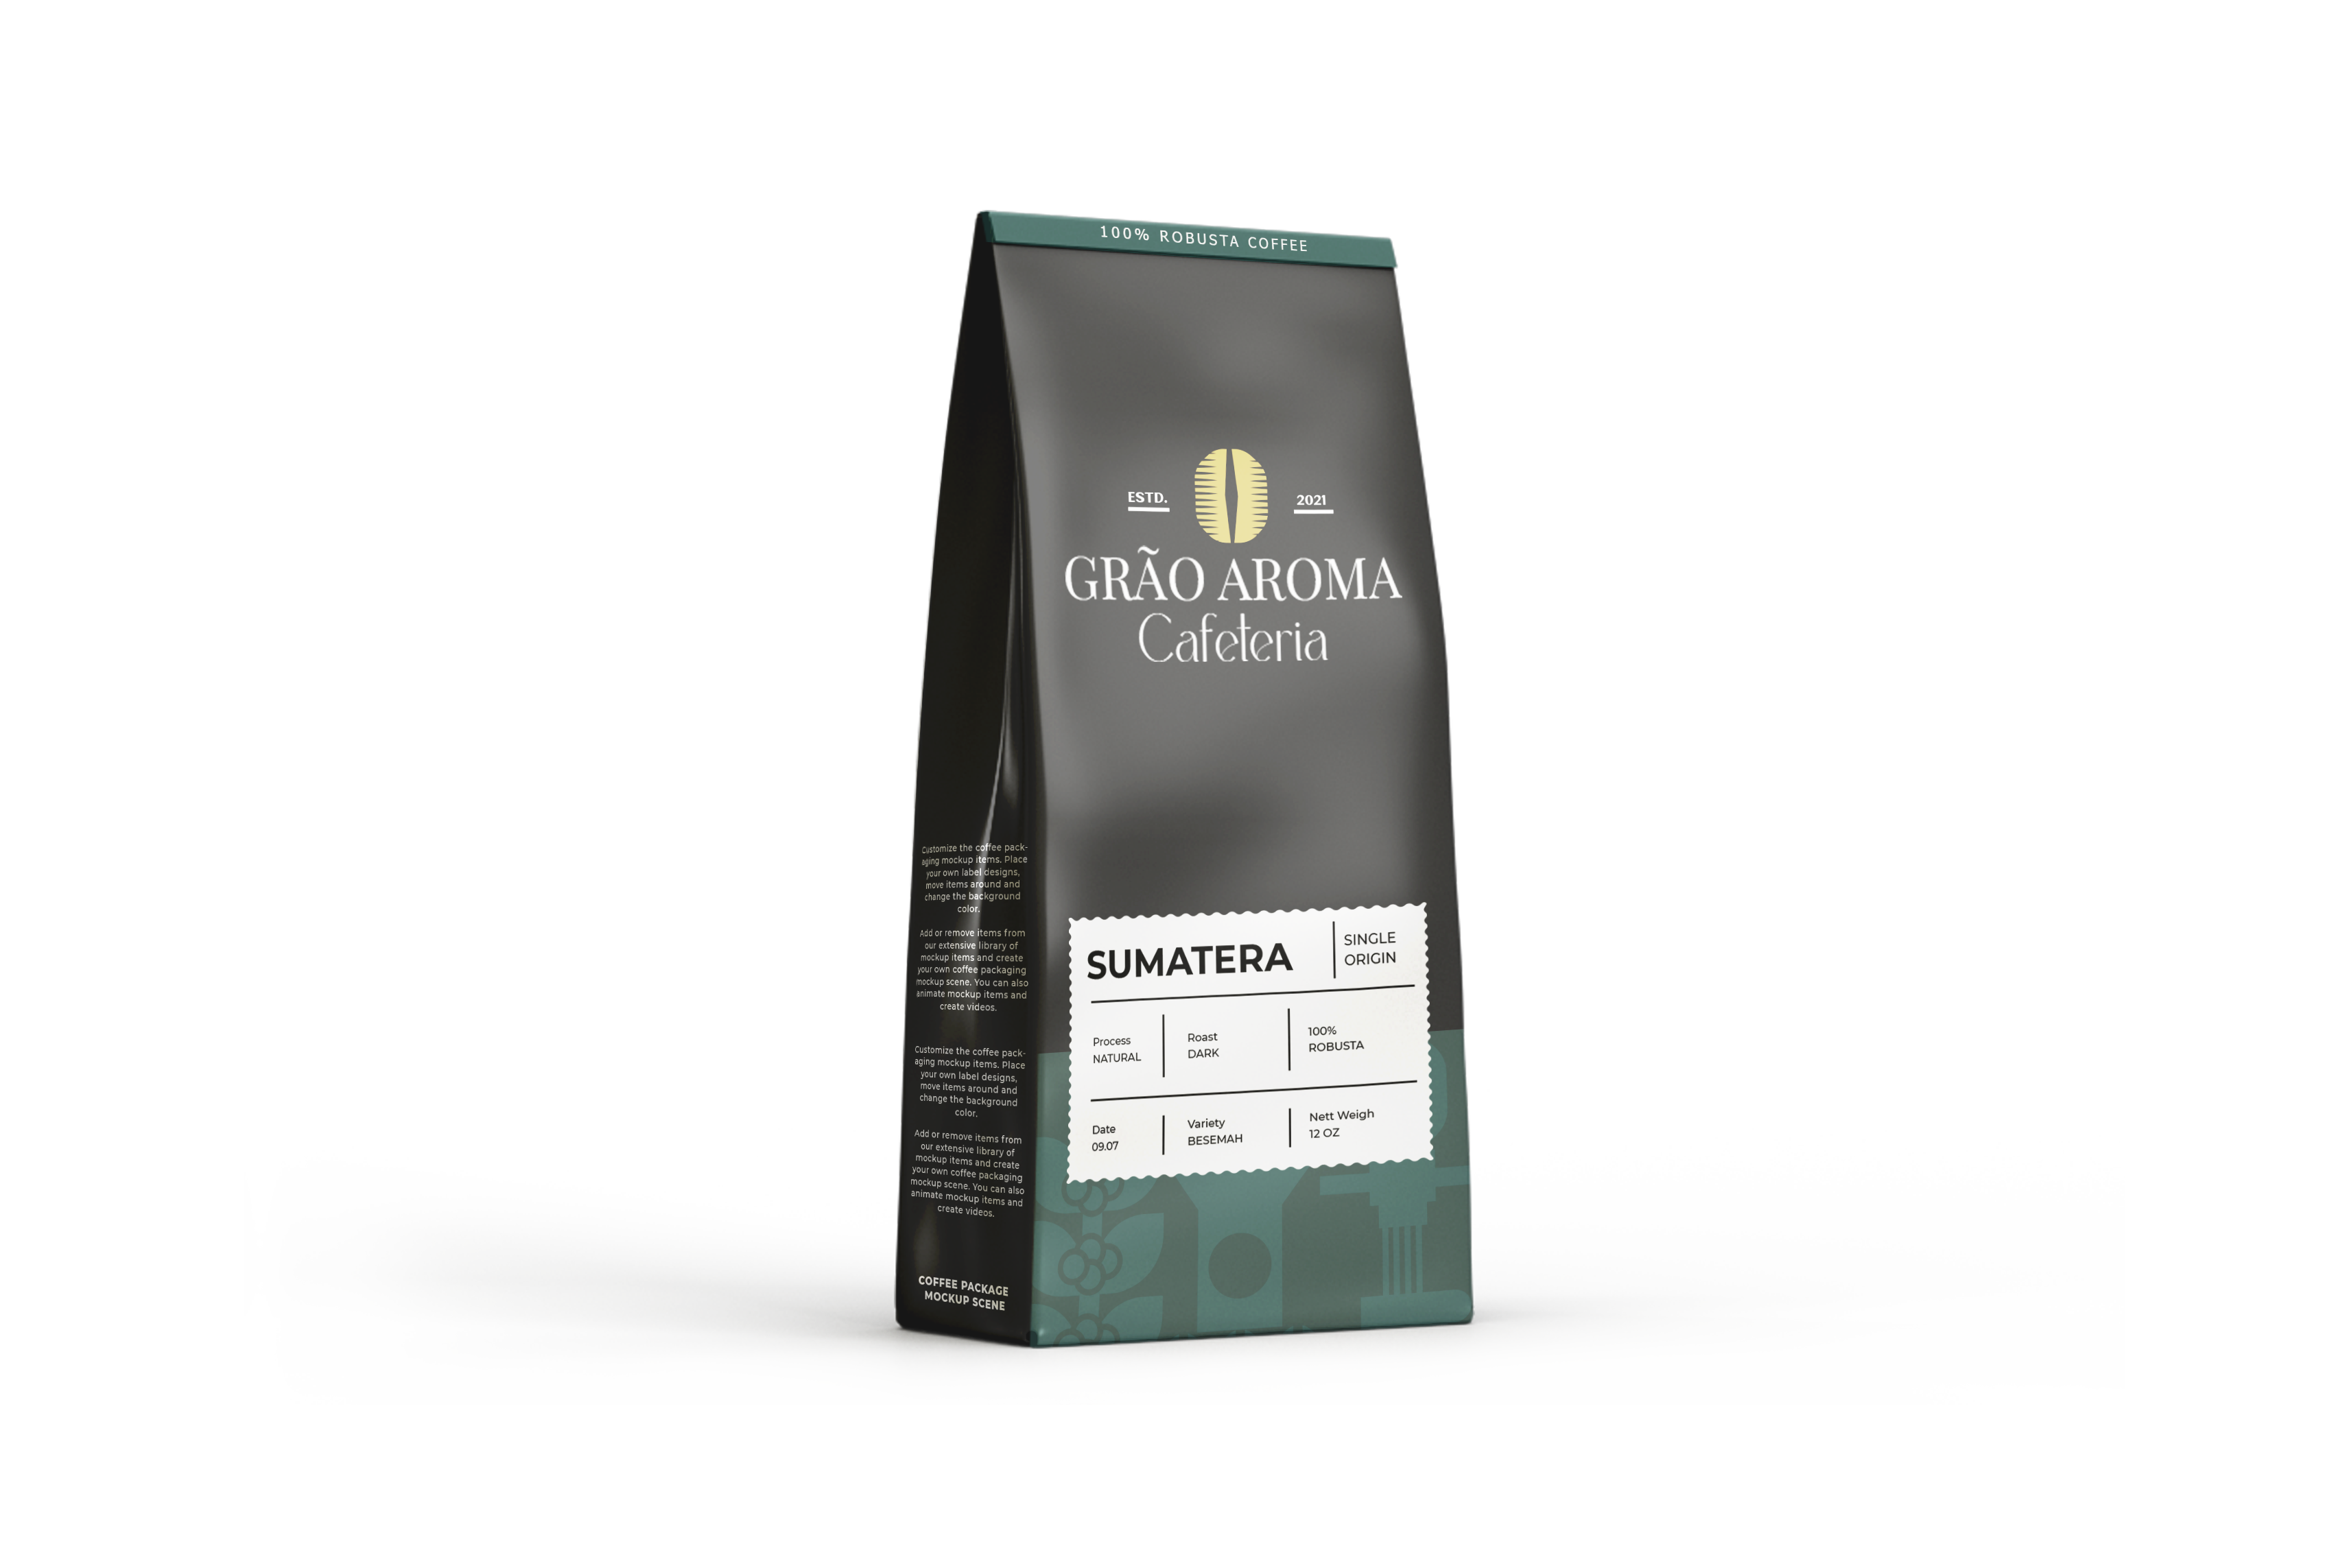 100% ROBUSTA COFFEE
ESTD.
2021
GRÃO AROMA
Cafeteria
SUMATERA
SINGLE
ORIGIN
Process
NATURAL
Roast
DARK
100%
ROBUSTA
Date
09.07
Variety
BESEMAH
Nett Weigh
12 OZ
Customize the coffee pack-
aging mockup items. Place
your own label designs,
move items around and
change the background
color.
Add or remove items from
our extensive library of
mockup items and create
your own coffee packaging
mockup scene. You can also
animate mockup items and
create videos.
Customize the coffee pack-
aging mockup items. Place
your own label designs,
move items around and
change the background
color.
Add or remove items from
our extensive library of
mockup items and create
your own coffee packaging
mockup scene. You can also
animate mockup items and
create videos.
COFFEE PACKAGE
MOCKUP SCENE